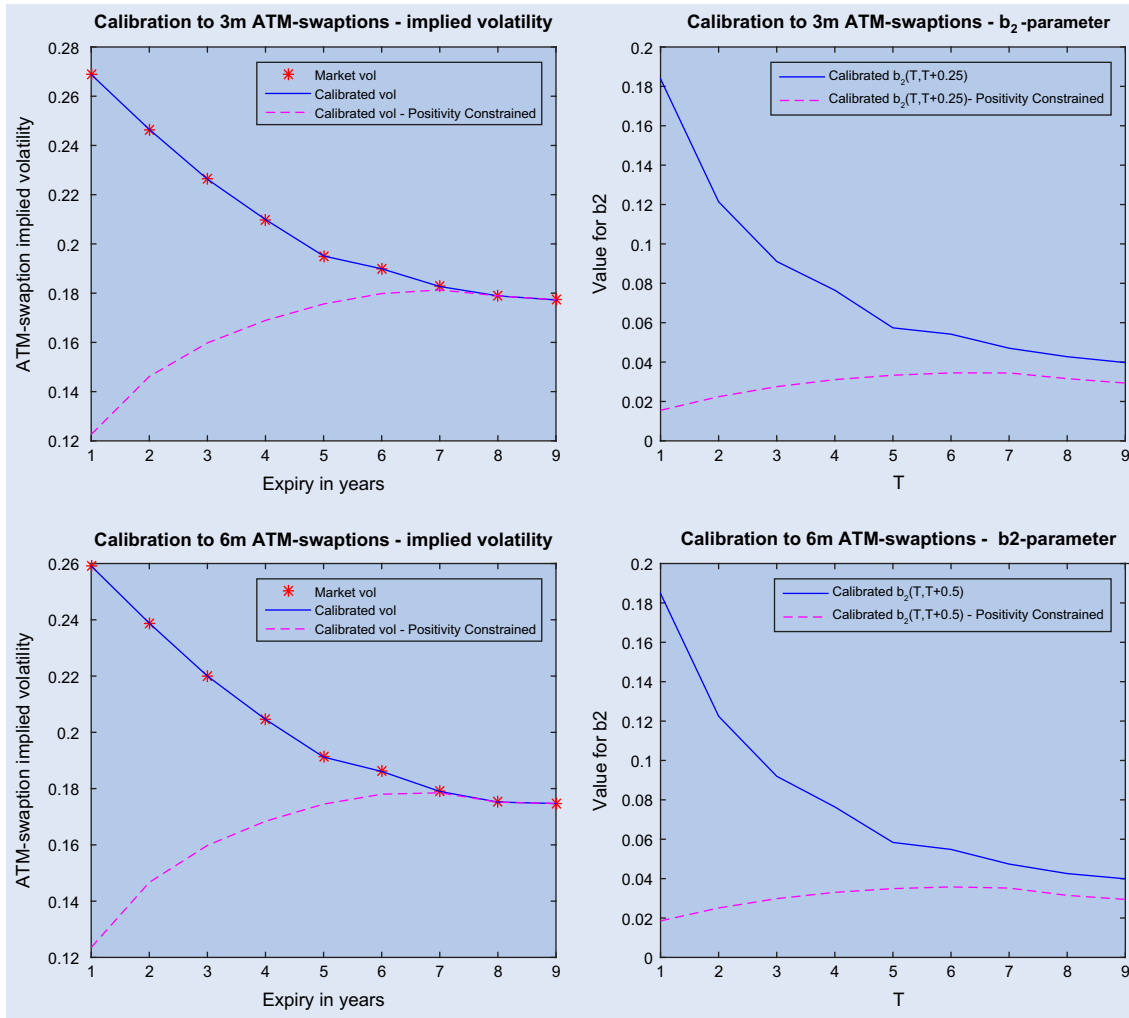 Calibration to 3m ATM-swaptions - implied volatility
ATM-swaption implied volatility
0.28
0.26
0.24
0.22
0.2
0.18
0.16
0.14
0.12
Market vol
Calibrated vol
Calibrated vol - Positivity Constrained
1 2 3 4 5 6 7 8 9
Expiry in years
Calibration to 3m ATM-swaptions - b₂ -parameter
Value for b2
0.2
0.18
0.16
0.14
0.12
0.1
0.08
0.06
0.04
0.02
0
Calibrated b₂(T,T+0.25)
Calibrated b₂(T,T+0.25)- Positivity Constrained
1 2 3 4 5 6 7 8 9
T
Calibration to 6m ATM-swaptions - implied volatility
ATM-swaption implied volatility
0.26
0.24
0.22
0.2
0.18
0.16
0.14
0.12
Market vol
Calibrated vol
Calibrated vol - Positivity Constrained
1 2 3 4 5 6 7 8 9
Expiry in years
Calibration to 6m ATM-swaptions - b2-parameter
Value for b2
0.2
0.18
0.16
0.14
0.12
0.1
0.08
0.06
0.04
0.02
0
Calibrated b₂(T,T+0.5)
Calibrated b₂(T,T+0.5) - Positivity Constrained
1 2 3 4 5 6 7 8 9
T